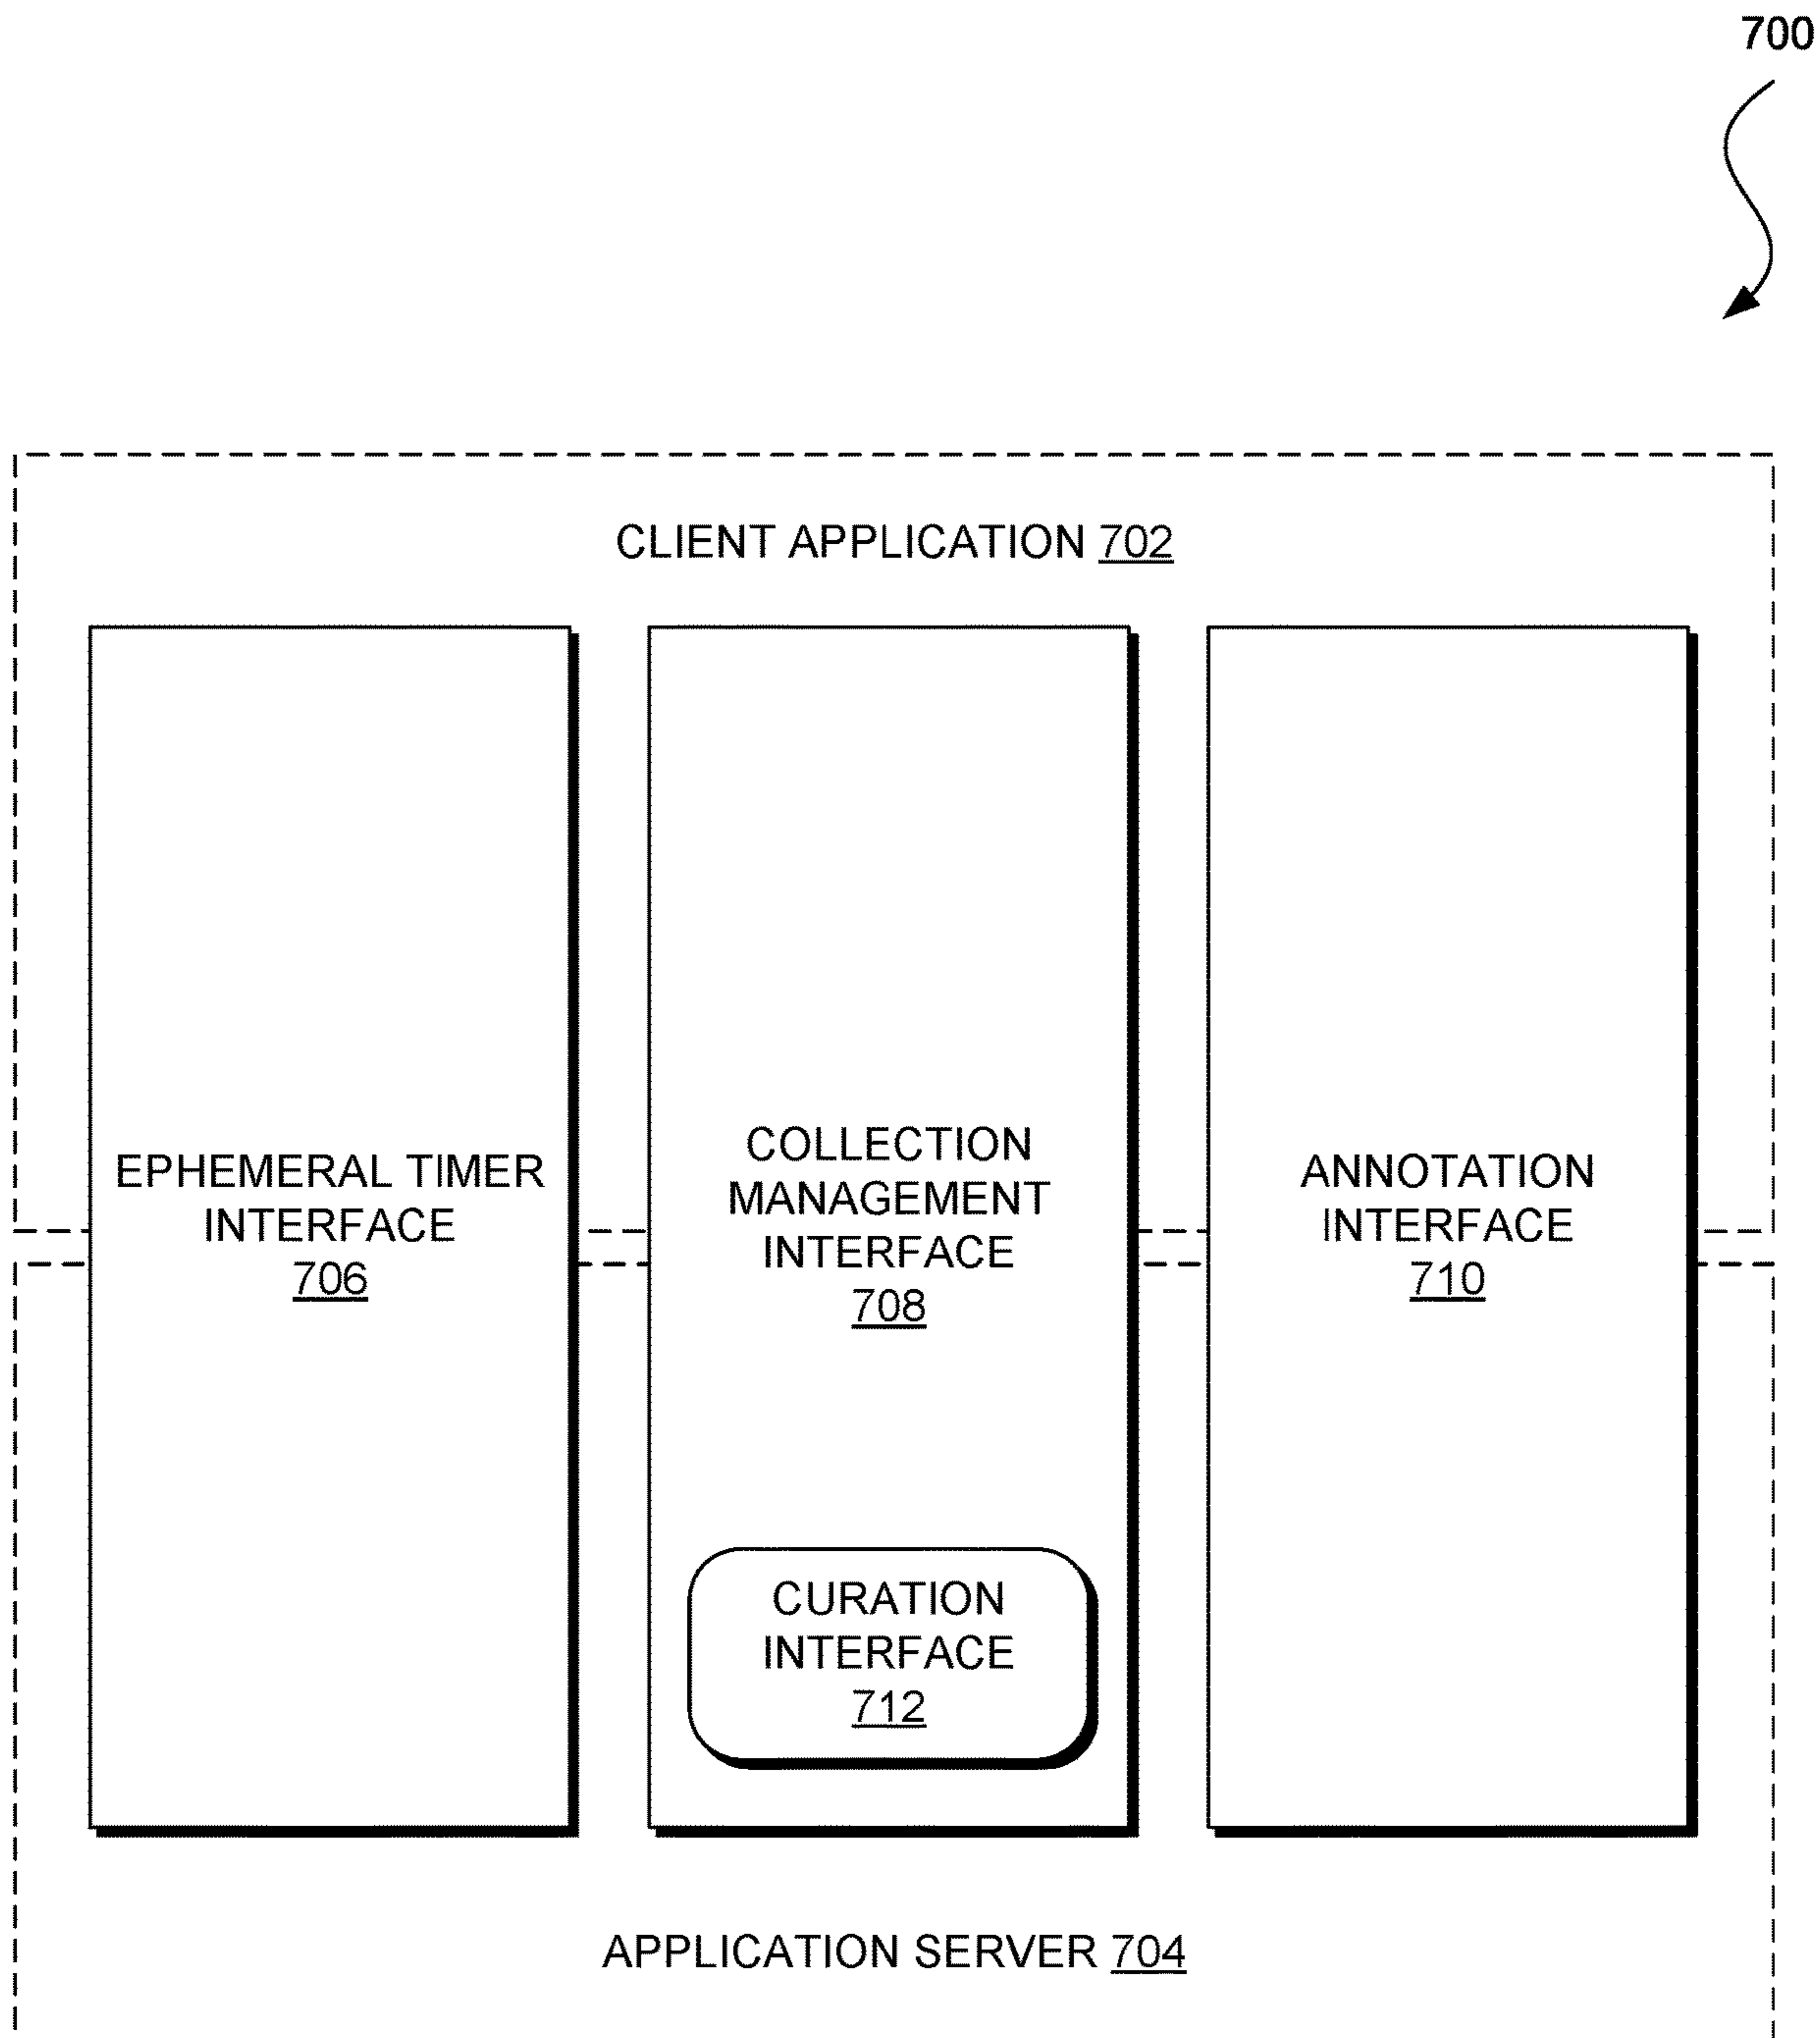 700
CLIENT APPLICATION 702
EPHEMERAL TIMER
INTERFACE
706
COLLECTION
MANAGEMENT
INTERFACE
708
ANNOTATION
INTERFACE
710
CURATION
INTERFACE
712
APPLICATION SERVER 704